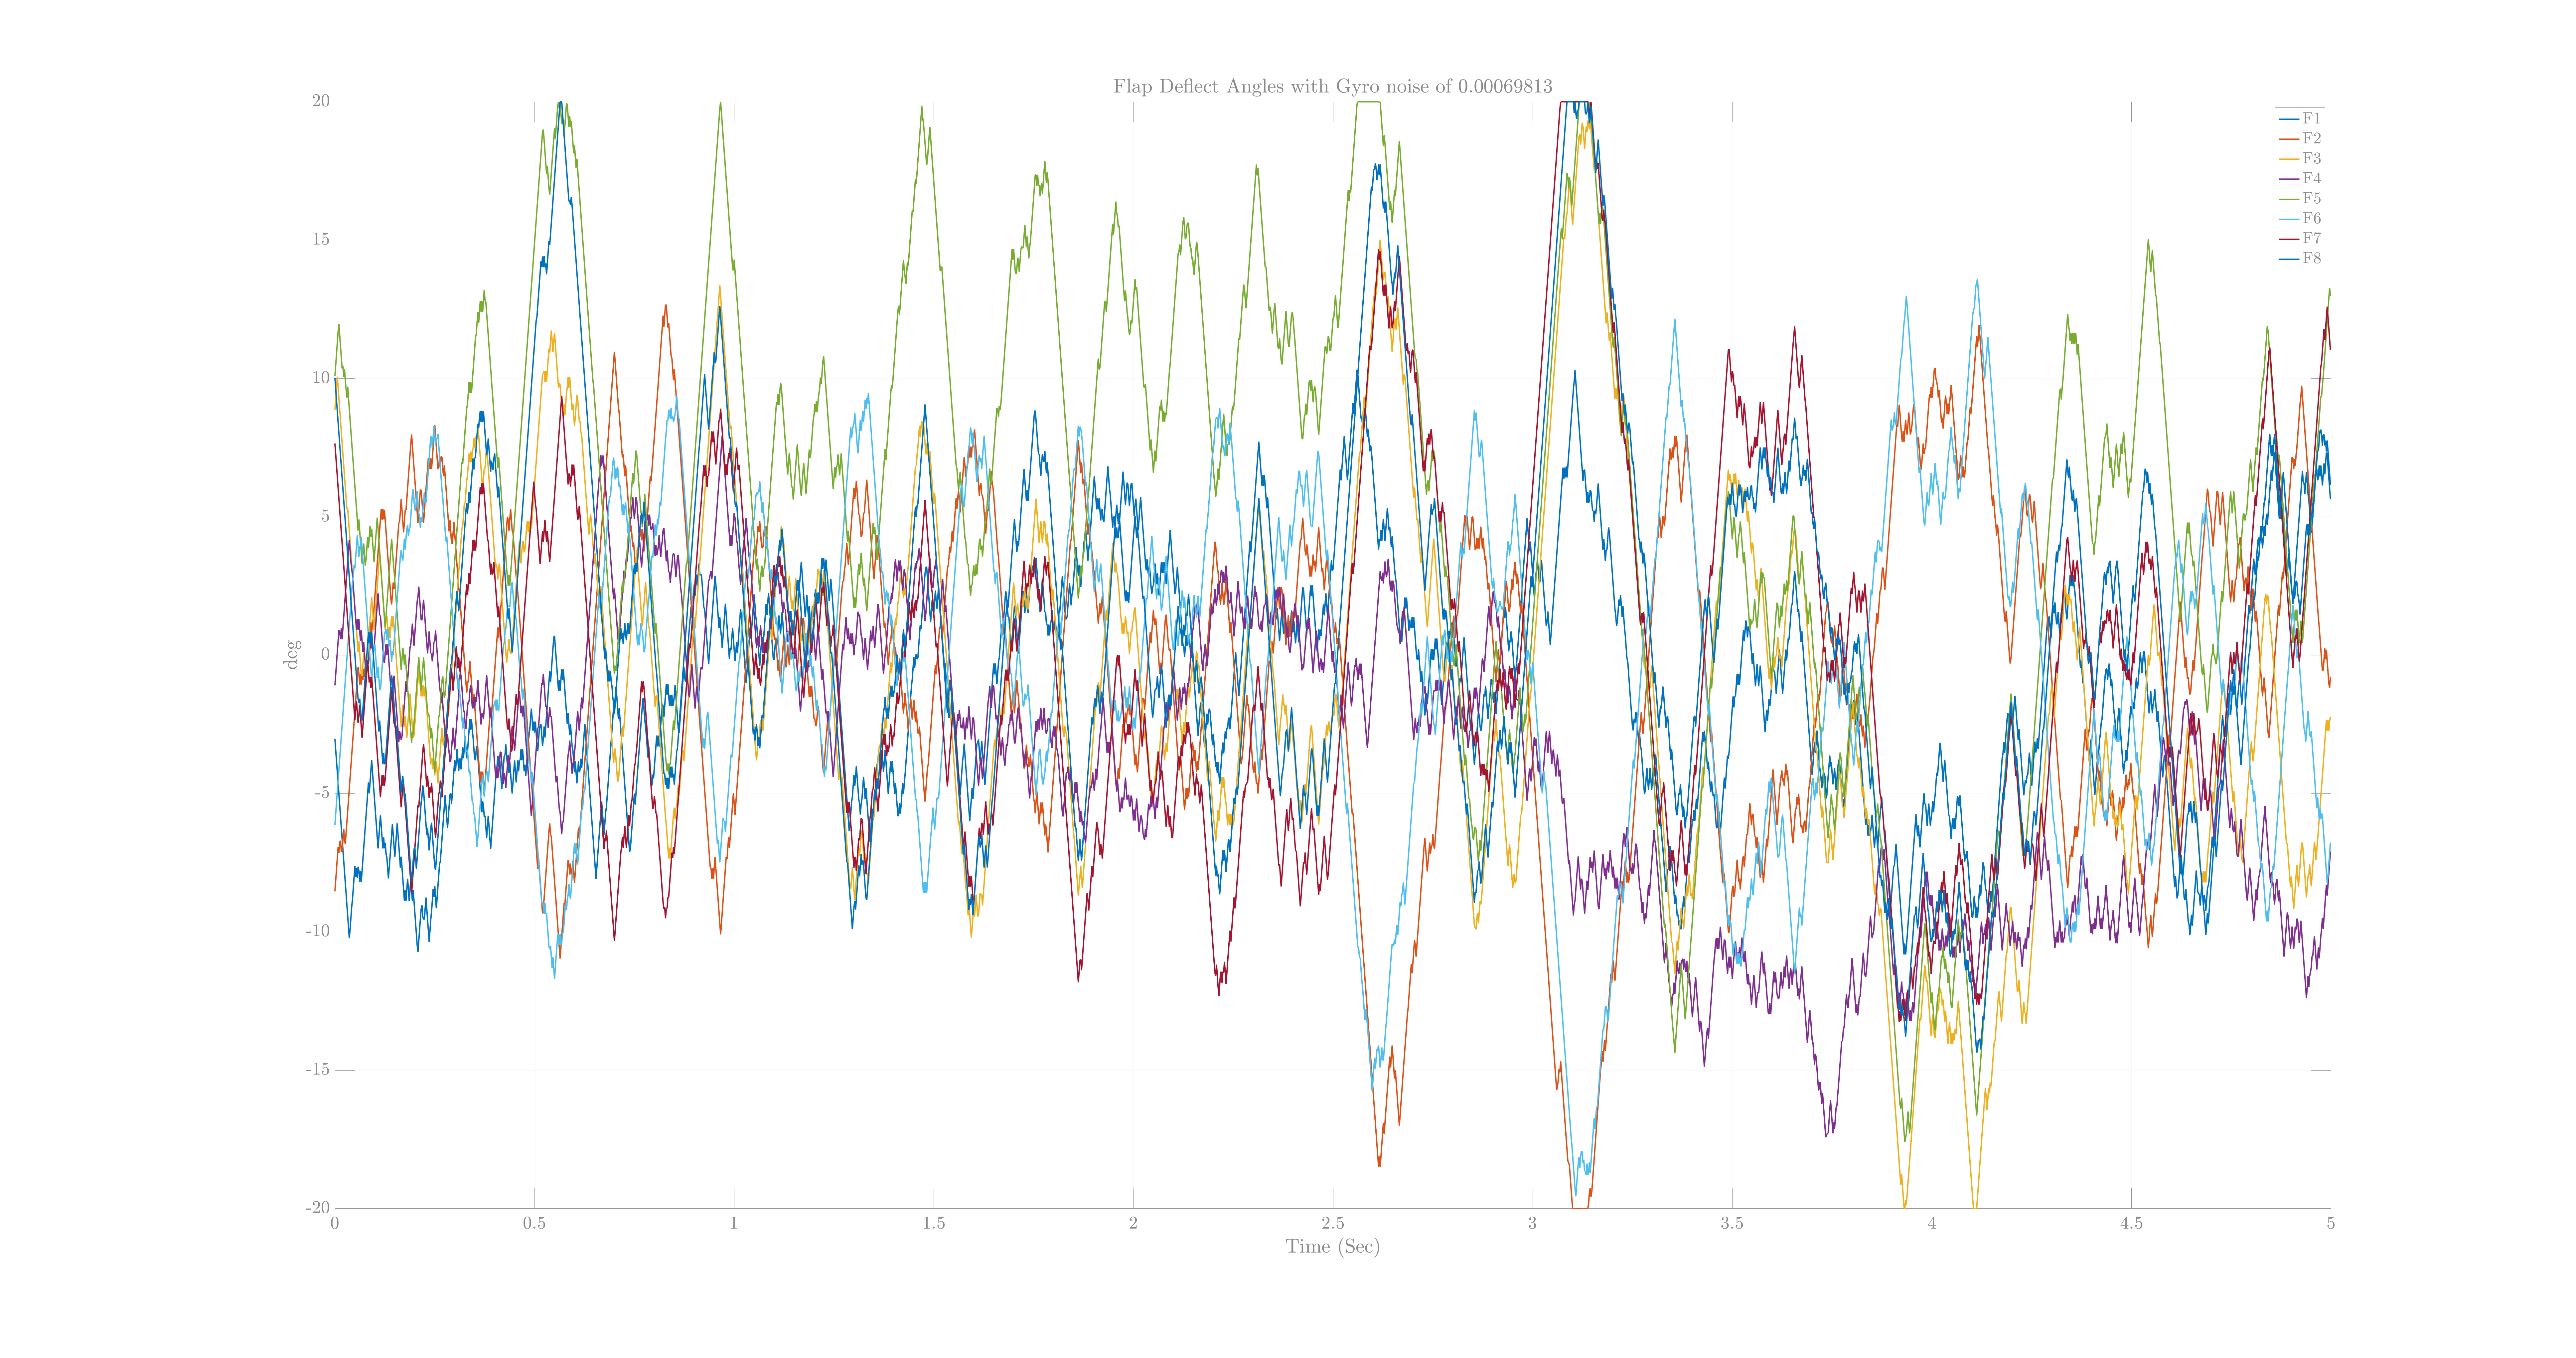 Flap Deflect Angles with Gyro noise of 0.00069813
20
15
10
5
0
-5
-10
-15
-20
deg
0 0.5 1 1.5 2 2.5 3 3.5 4 4.5 5
Time (Sec)
F1
F2
F3
F4
F5
F6
F7
F8